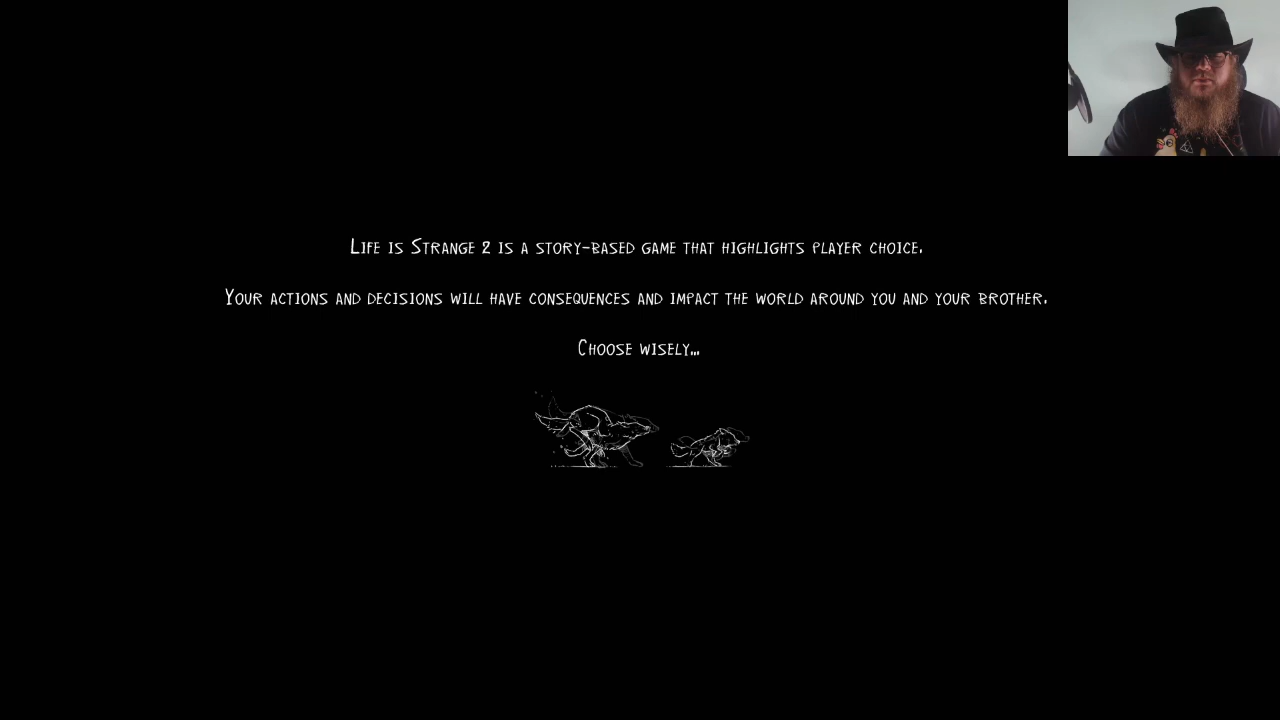 Life is Strange 2 is a story-based game that highlights player choice.
Your actions and decisions will have consequences and impact the world around you and your brother.
Choose wisely...